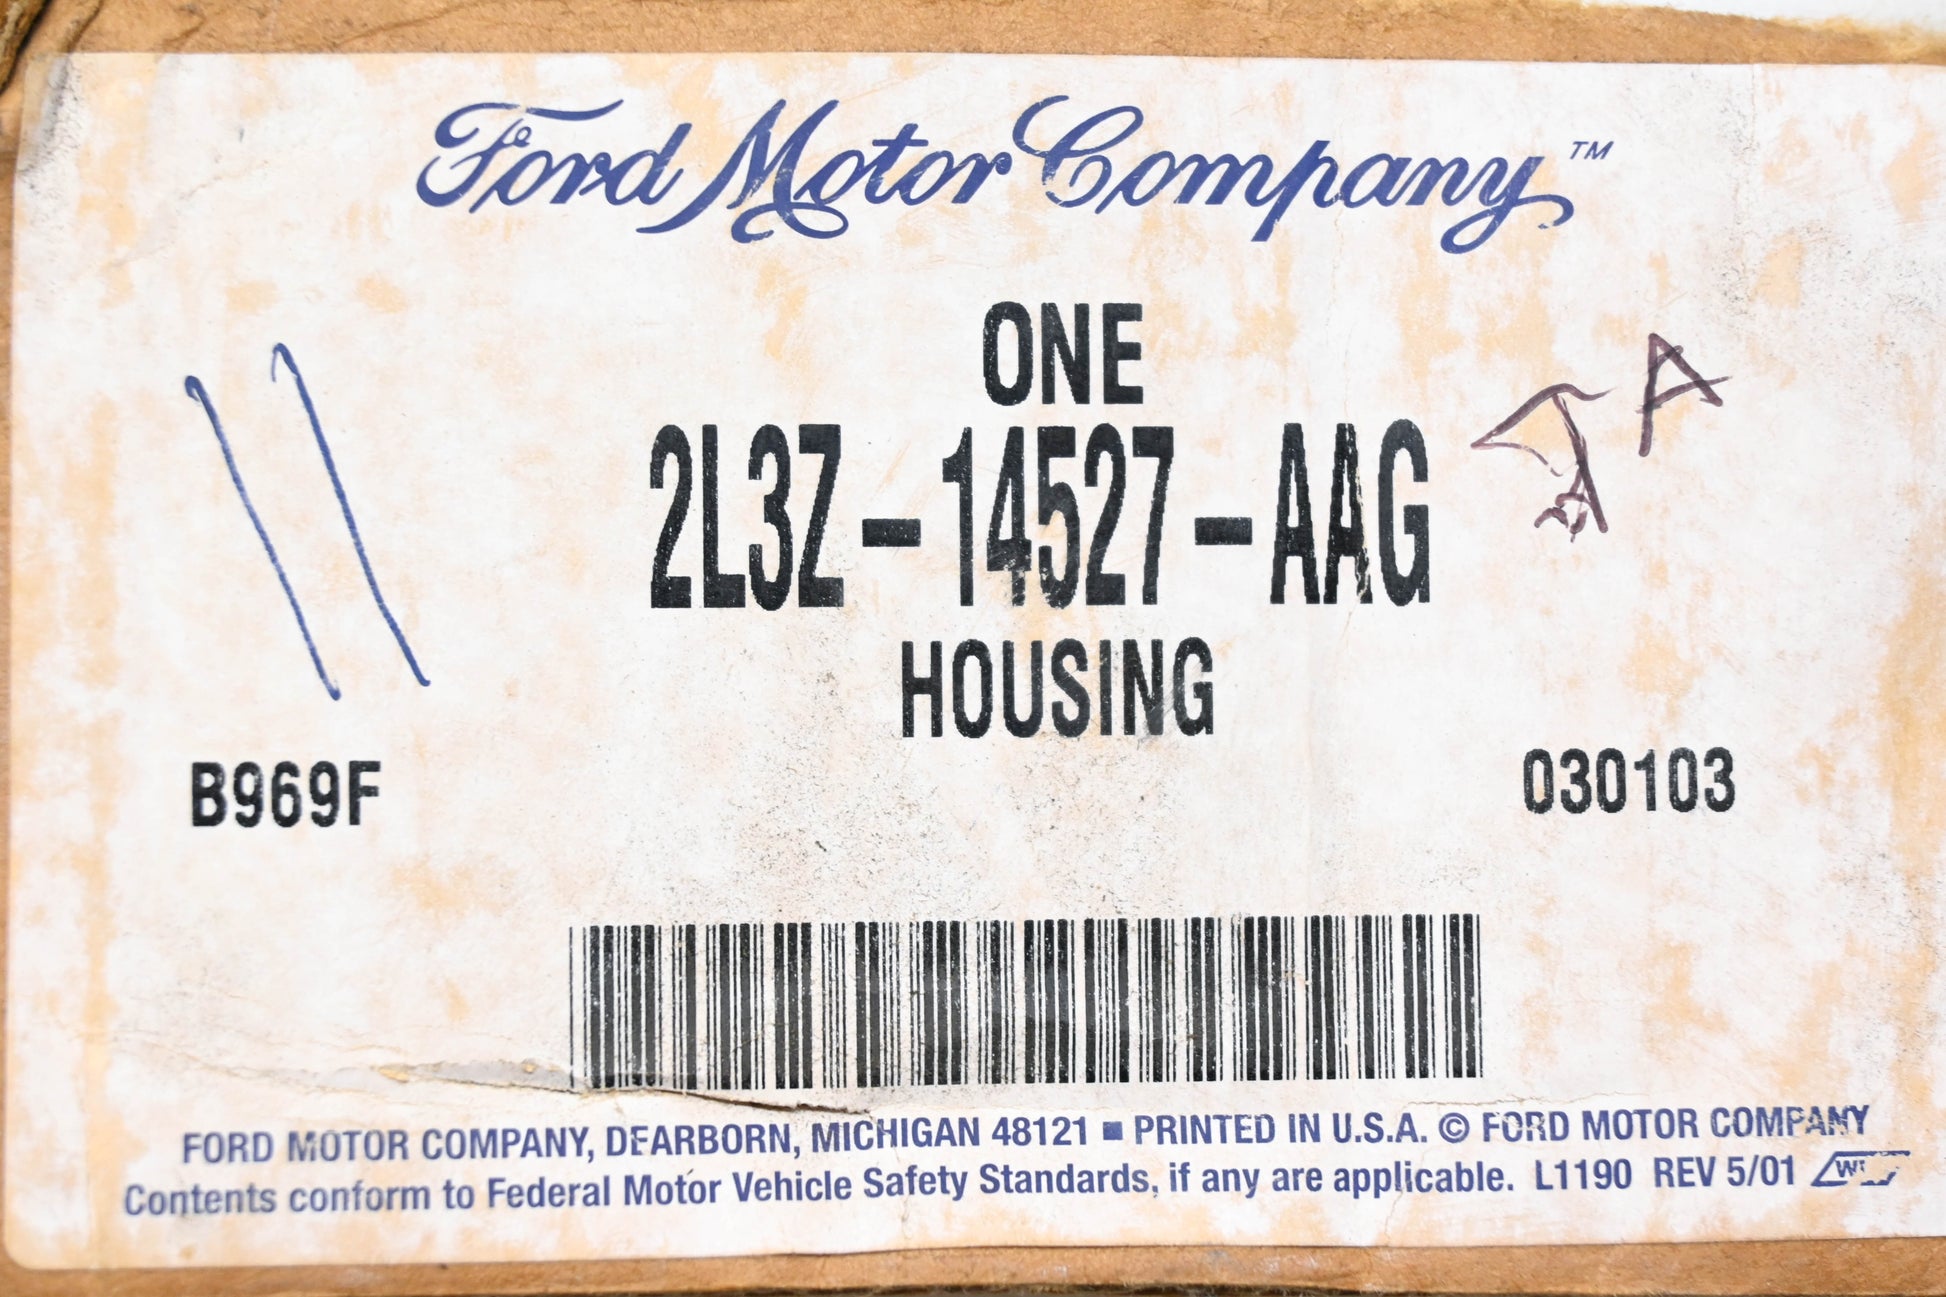 Ford Motor Company™
ONE
2L3Z-14527-AAG
HOUSING
B969F
030103
FORD MOTOR COMPANY, DEARBORN, MICHIGAN 48121 ■ PRINTED IN U.S.A. © FORD MOTOR COMPANY
Contents conform to Federal Motor Vehicle Safety Standards, if any are applicable. L1190 REV 5/01